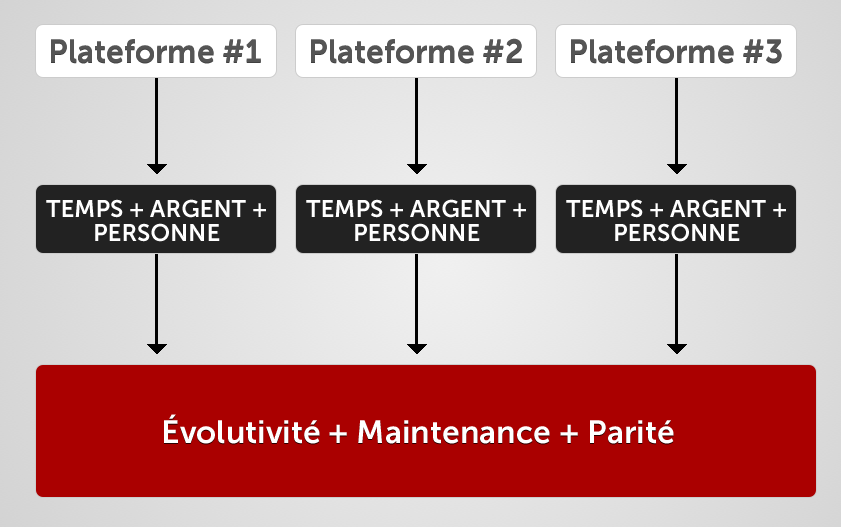 Plateforme #1
Plateforme #2
Plateforme #3
TEMPS + ARGENT +
PERSONNE
TEMPS + ARGENT +
PERSONNE
TEMPS + ARGENT +
PERSONNE
Évolutivité + Maintenance + Parité